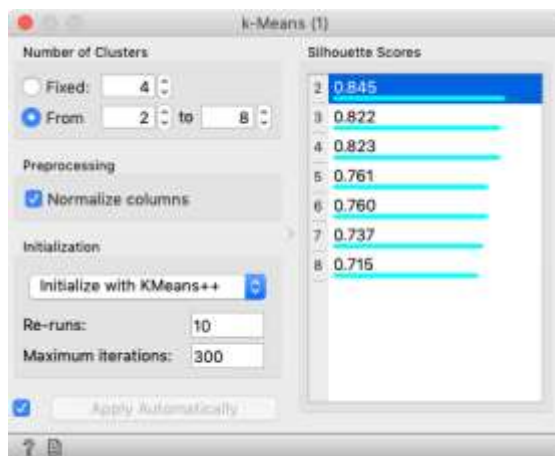 k-Means (1)
Number of Clusters
Fixed: 4
From 2 to 8
Preprocessing
Normalize columns
Initialization
Initialize with KMeans++
Re-runs: 10
Maximum iterations: 300
Apply Automatically
?
Silhouette Scores
2 0.845
3 0.822
4 0.823
5 0.761
6 0.760
7 0.737
8 0.715